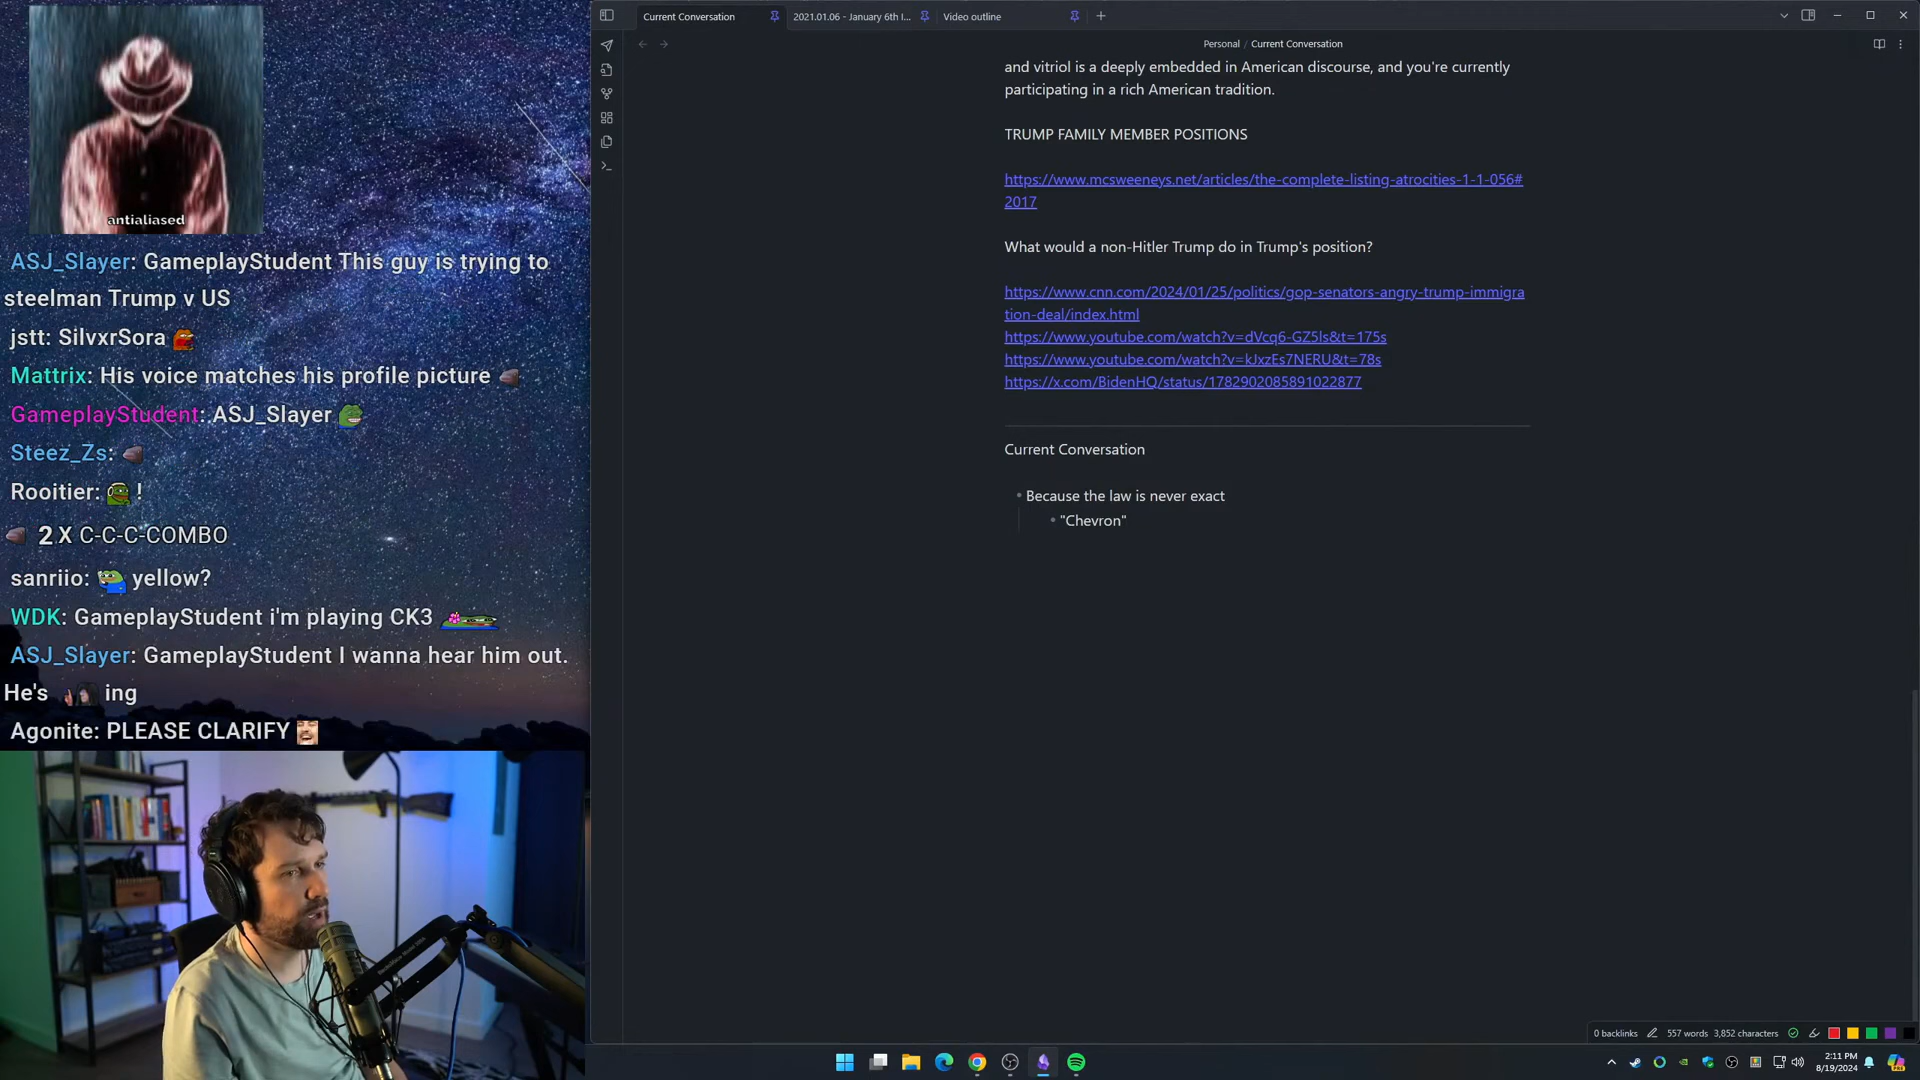 Current Conversation
2021.01.06 - January 6th I...
Video outline
Personal / Current Conversation
and vitriol is a deeply embedded in American discourse, and you're currently
participating in a rich American tradition.
TRUMP FAMILY MEMBER POSITIONS
https://www.mcsweeneys.net/articles/the-complete-listing-atrocities-1-1-056#
2017
What would a non-Hitler Trump do in Trump's position?
https://www.cnn.com/2024/01/25/politics/gop-senators-angry-trump-immigra
tion-deal/index.html
https://www.youtube.com/watch?v=dVcq6-GZ5ls&t=175s
https://www.youtube.com/watch?v=kJxzEs7NERU&t=78s
https://x.com/BidenHQ/status/1782902085891022877
Current Conversation
Because the law is never exact
"Chevron"
antialiased
ASJ_Slayer: GameplayStudent This guy is trying to
steelman Trump v US
jstt: SilvxrSora
Mattrix: His voice matches his profile picture
GameplayStudent: ASJ_Slayer
Steez_Zs:
Rooitier: !
2 X C-C-C-COMBO
sanriio: yellow?
WDK: GameplayStudent i'm playing CK3
ASJ_Slayer: GameplayStudent I wanna hear him out.
He's ing
Agonite: PLEASE CLARIFY
0 backlinks 557 words 3,852 characters
2:11 PM
8/19/2024